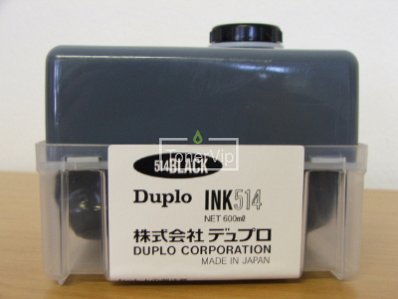 514 BLACK
TonerVip
Duplo INK514
NET 600mℓ
株式会社 デュプロ
DUPLO CORPORATION
MADE IN JAPAN